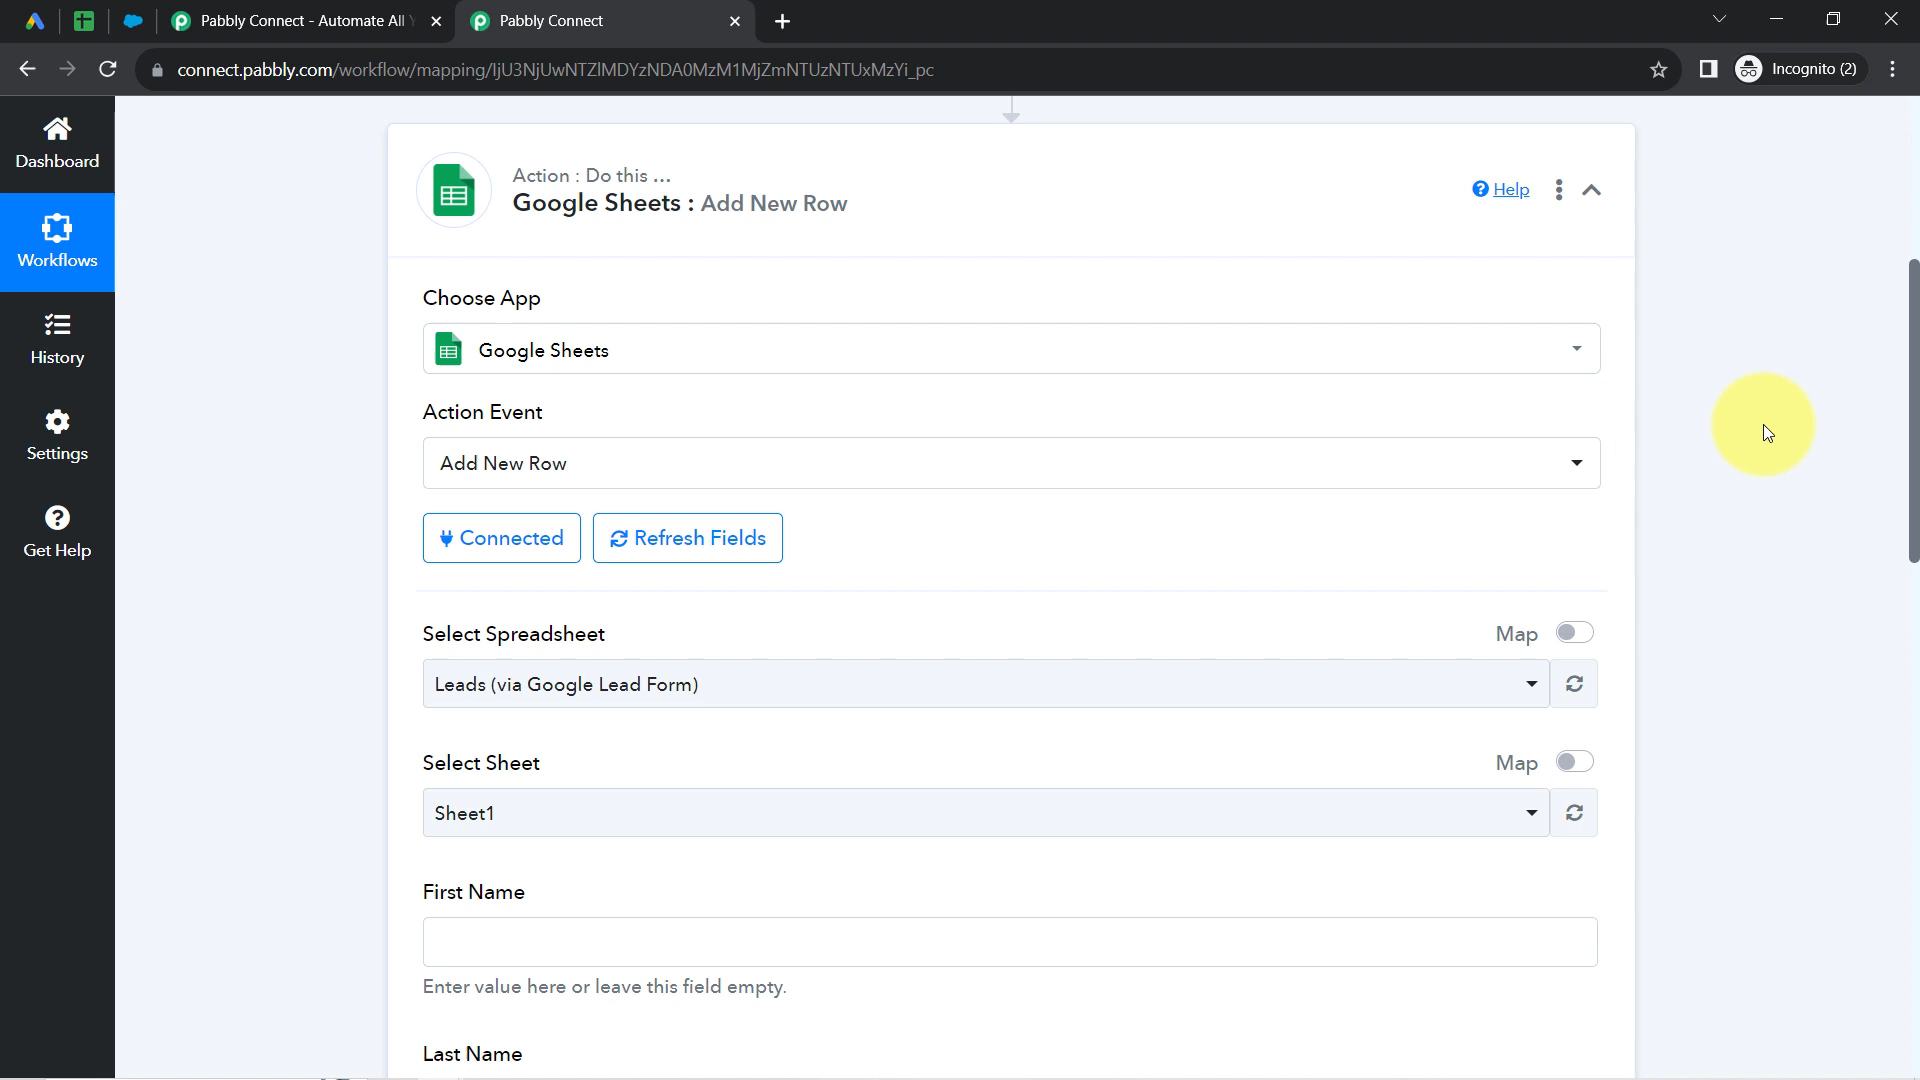 Pabbly Connect - Automate All
Pabbly Connect
connect.pabbly.com/workflow/mapping/IjU3NjUwNTZlMDYzNDA0MzM1MjZmNTUzNTUxMzYi_pc
Incognito (2)
Dashboard
Workflows
History
Settings
Get Help
Action : Do this ...
Google Sheets : Add New Row
Help
Choose App
Google Sheets
Action Event
Add New Row
Connected
Refresh Fields
Select Spreadsheet
Map
Leads (via Google Lead Form)
Select Sheet
Map
Sheet1
First Name
Enter value here or leave this field empty.
Last Name